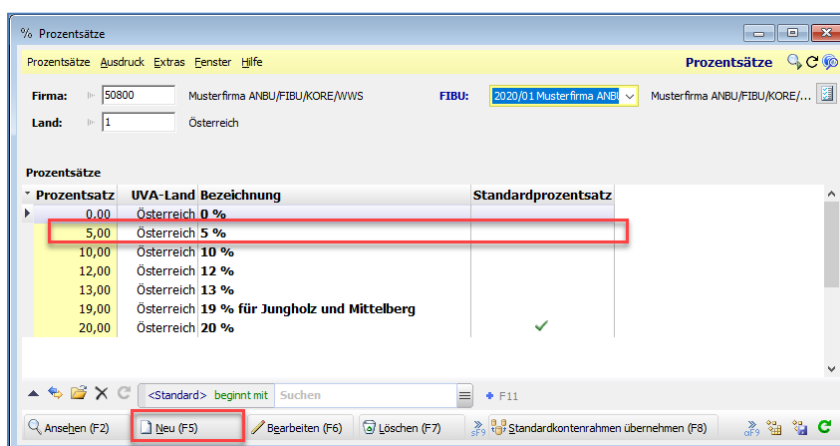 % Prozentsätze
Prozentsätze Ausdruck Extras Fenster Hilfe Prozentsätze
Firma: 50800 Musterfirma ANBU/FIBU/KORE/WWS FIBU: 2020/01 Musterfirma ANBU Musterfirma ANBU/FIBU/KORE/...
Land: 1 Österreich
Prozentsätze
Prozentsatz UVA-Land Bezeichnung Standardprozentsatz
0,00 Österreich 0 %
5,00 Österreich 5 %
10,00 Österreich 10 %
12,00 Österreich 12 %
13,00 Österreich 13 %
19,00 Österreich 19 % für Jungholz und Mittelberg
20,00 Österreich 20 %
<Standard> beginnt mit Suchen + F11
Ansehen (F2) Neu (F5) Bearbeiten (F6) Löschen (F7) sF9 Standardkontenrahmen übernehmen (F8) aF9